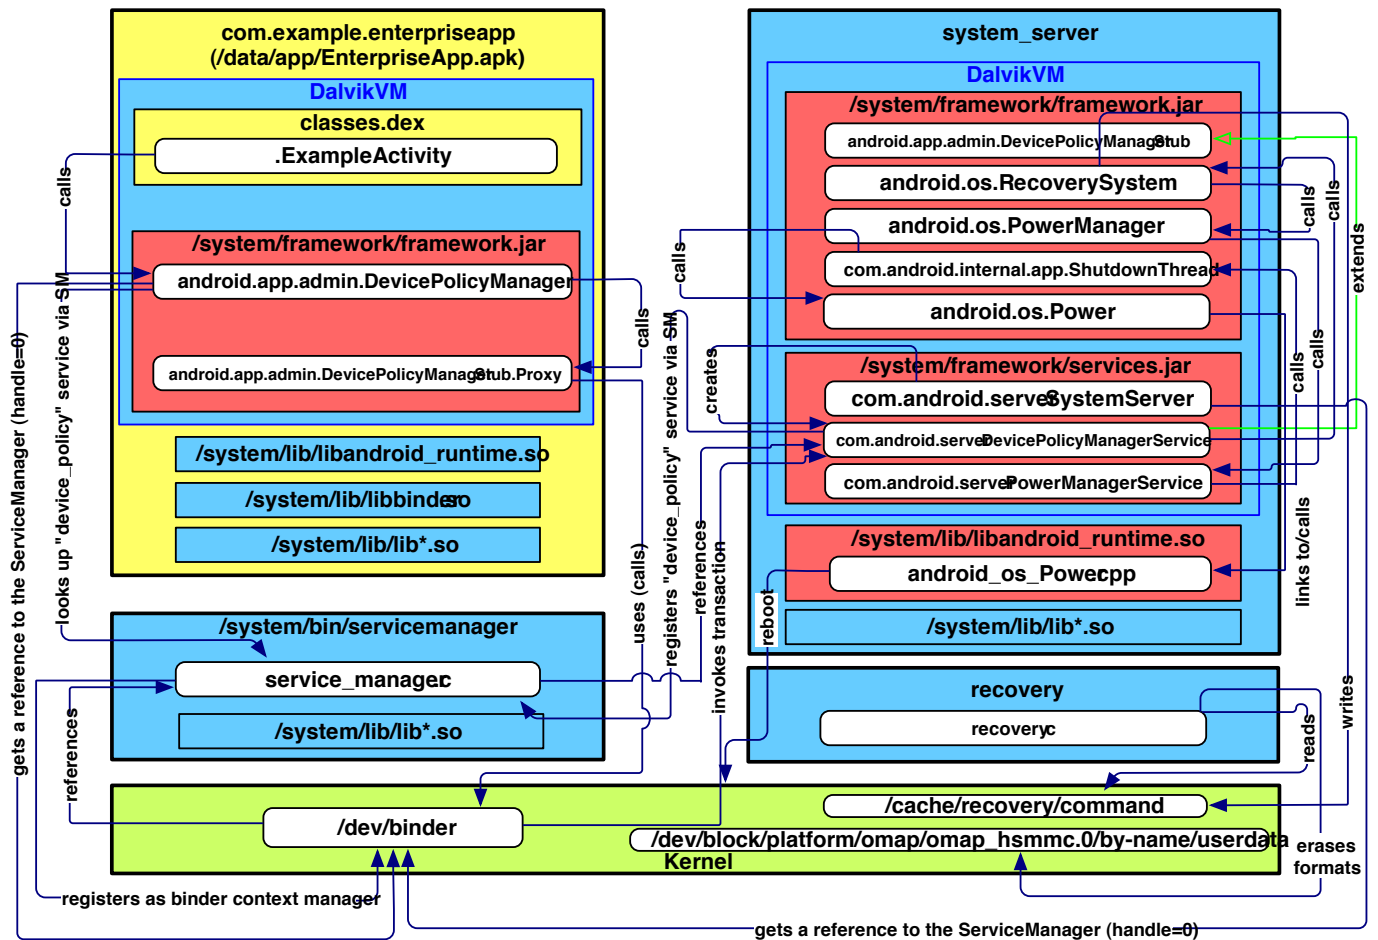 com.example.enterpriseapp
(/data/app/EnterpriseApp.apk)
DalvikVM
classes.dex
.ExampleActivity
/system/framework/framework.jar
android.app.admin.DevicePolicyManager
android.app.admin.DevicePolicyManager.Stub.Proxy
/system/lib/libandroid_runtime.so
/system/lib/libbinder.so
/system/lib/lib*.so
calls
calls
looks up "device_policy" service via SM
gets a reference to the ServiceManager (handle=0)
/system/bin/servicemanager
service_manager.c
/system/lib/lib*.so
references
uses (calls)
registers "device_policy" service via SM
references
invokes transaction
system_server
DalvikVM
/system/framework/framework.jar
android.app.admin.DevicePolicyManager.Stub
android.os.RecoverySystem
android.os.PowerManager
com.android.internal.app.ShutdownThread
android.os.Power
/system/framework/services.jar
com.android.server.SystemServer
com.android.server.DevicePolicyManagerService
com.android.server.PowerManagerService
/system/lib/libandroid_runtime.so
android_os_Power.cpp
/system/lib/lib*.so
calls
creates
reboot
calls
calls
extends
calls
calls
links to/calls
writes
recovery
recovery.c
reads
/dev/binder
/cache/recovery/command
/dev/block/platform/omap/omap_hsmmc.0/by-name/userdata
Kernel
erases
formats
registers as binder context manager
gets a reference to the ServiceManager (handle=0)